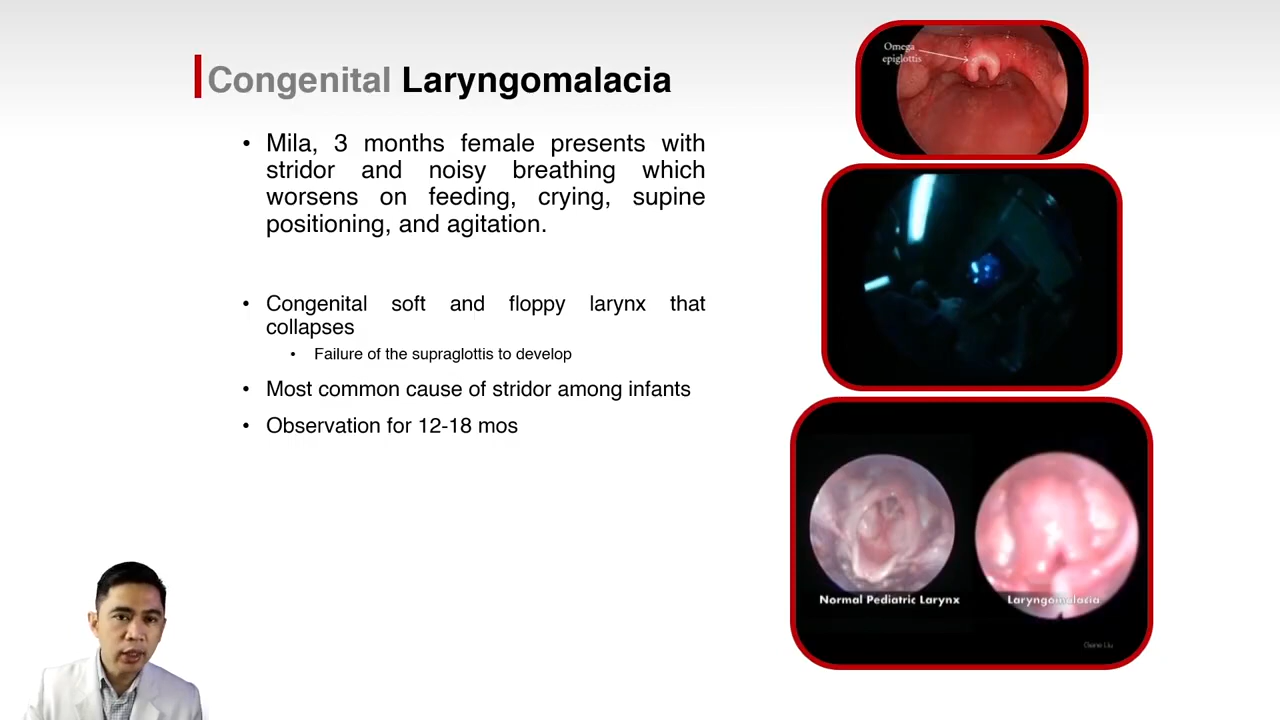 Congenital Laryngomalacia
• Mila, 3 months female presents with
stridor and noisy breathing which
worsens on feeding, crying, supine
positioning, and agitation.
• Congenital soft and floppy larynx that
collapses
• Failure of the supraglottis to develop
• Most common cause of stridor among infants
• Observation for 12-18 mos
Omega
epiglottis
Normal Pediatric Larynx
Laryngomalacia